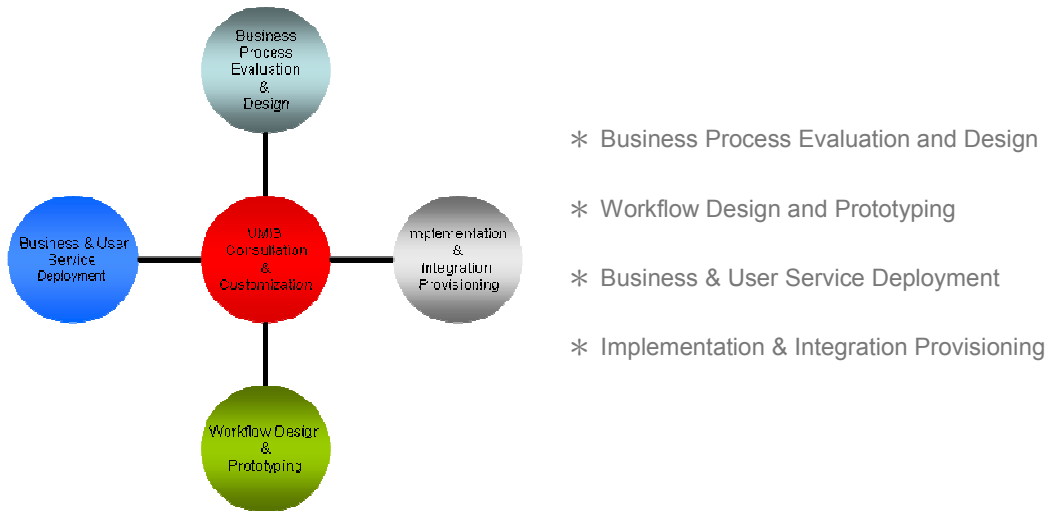 Business
Process
Evaluation
&
Design
Business & User
Service
Deployment
UMS
Consultation
&
Customization
Implementation
&
Integration
Provisioning
Workflow Design
&
Prototyping
∗ Business Process Evaluation and Design
∗ Workflow Design and Prototyping
∗ Business & User Service Deployment
∗ Implementation & Integration Provisioning